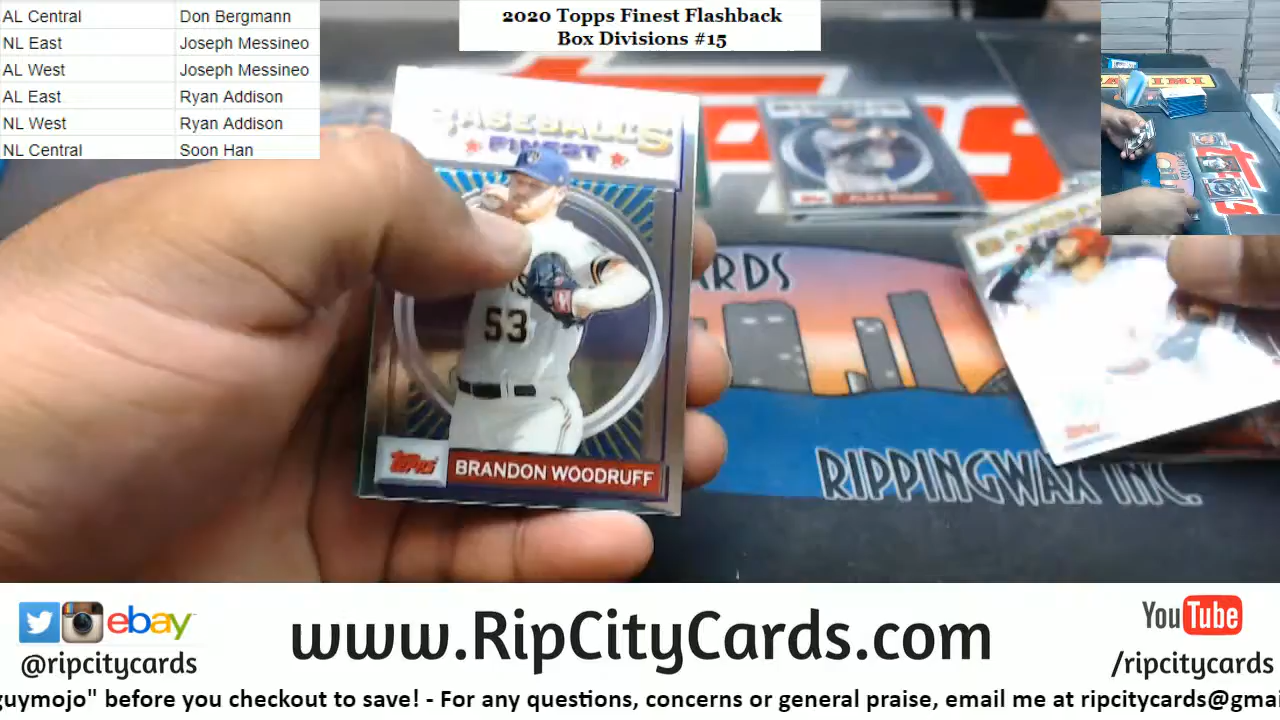 AL Central Don Bergmann
NL East Joseph Messineo
AL West Joseph Messineo
AL East Ryan Addison
NL West Ryan Addison
NL Central Soon Han
2020 Topps Finest Flashback
Box Divisions #15
BASEBALL'S
FINEST
53
TOPPS
BRANDON WOODRUFF
CARDS
RIPPINGWAX INC.
PANINI
ebay
@ripcitycards
www.RipCityCards.com
YouTube
/ripcitycards
guymojo" before you checkout to save! - For any questions, concerns or general praise, email me at ripcitycards@gmai